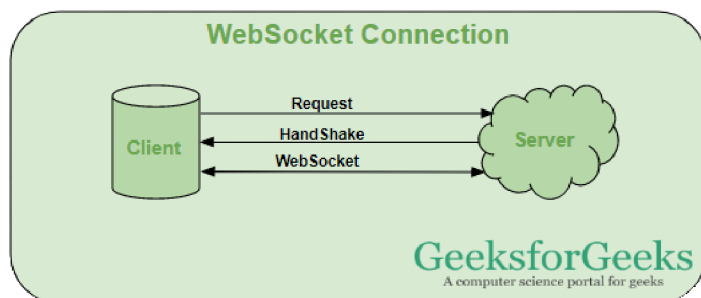 WebSocket Connection
Request
HandShake
Client
Server
WebSocket
GeeksforGeeks
A computer science portal for geeks